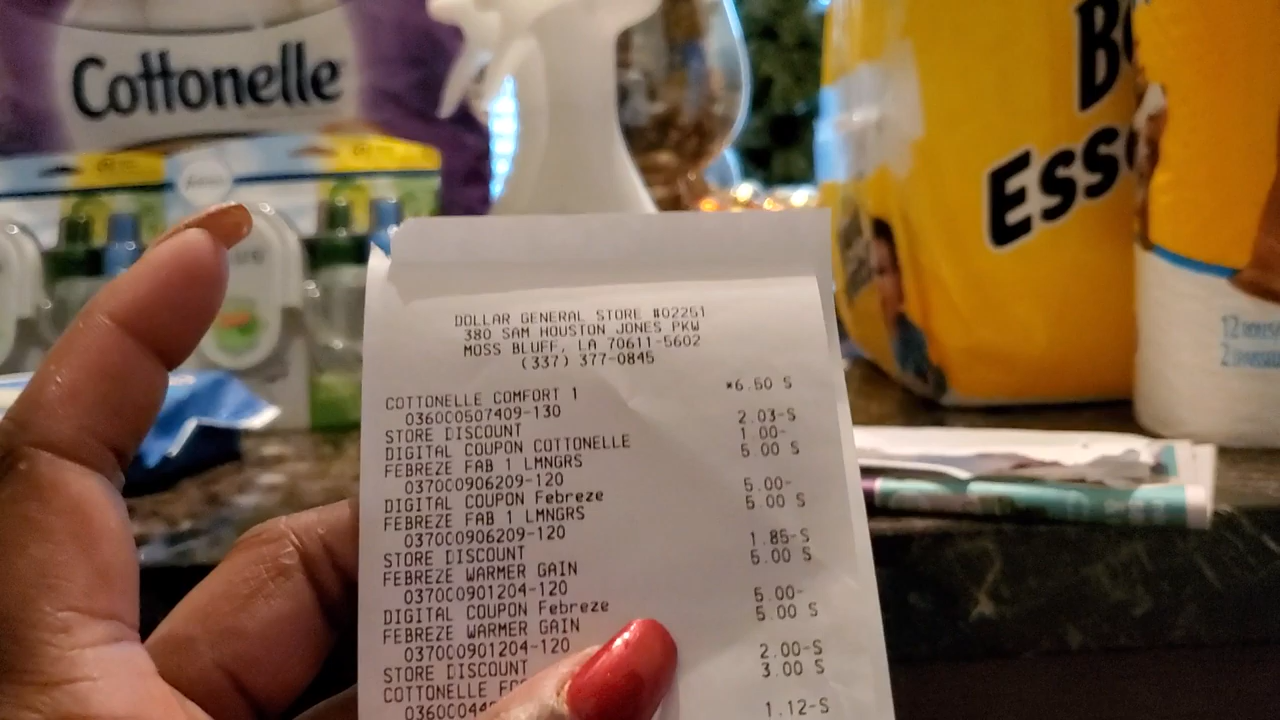 Cottonelle
Ess
12
2
DOLLAR GENERAL STORE #02251
380 SAM HOUSTON JONES PKW
MOSS BLUFF, LA 70611-5602
(337) 377-0845
COTTONELLE COMFORT 1 *6.50 S
036000507409-130
STORE DISCOUNT 2.03-S
DIGITAL COUPON COTTONELLE 1.00-
FEBREZE FAB 1 LMNGRS 5.00 S
037000906209-120
DIGITAL COUPON Febreze 5.00-
FEBREZE FAB 1 LMNGRS 5.00 S
037000906209-120
STORE DISCOUNT 1.85-S
FEBREZE WARMER GAIN 5.00 S
037000901204-120
DIGITAL COUPON Febreze 5.00-
FEBREZE WARMER GAIN 5.00 S
037000901204-120
STORE DISCOUNT 2.00-S
COTTONELLE 3.00 S
1.12-S